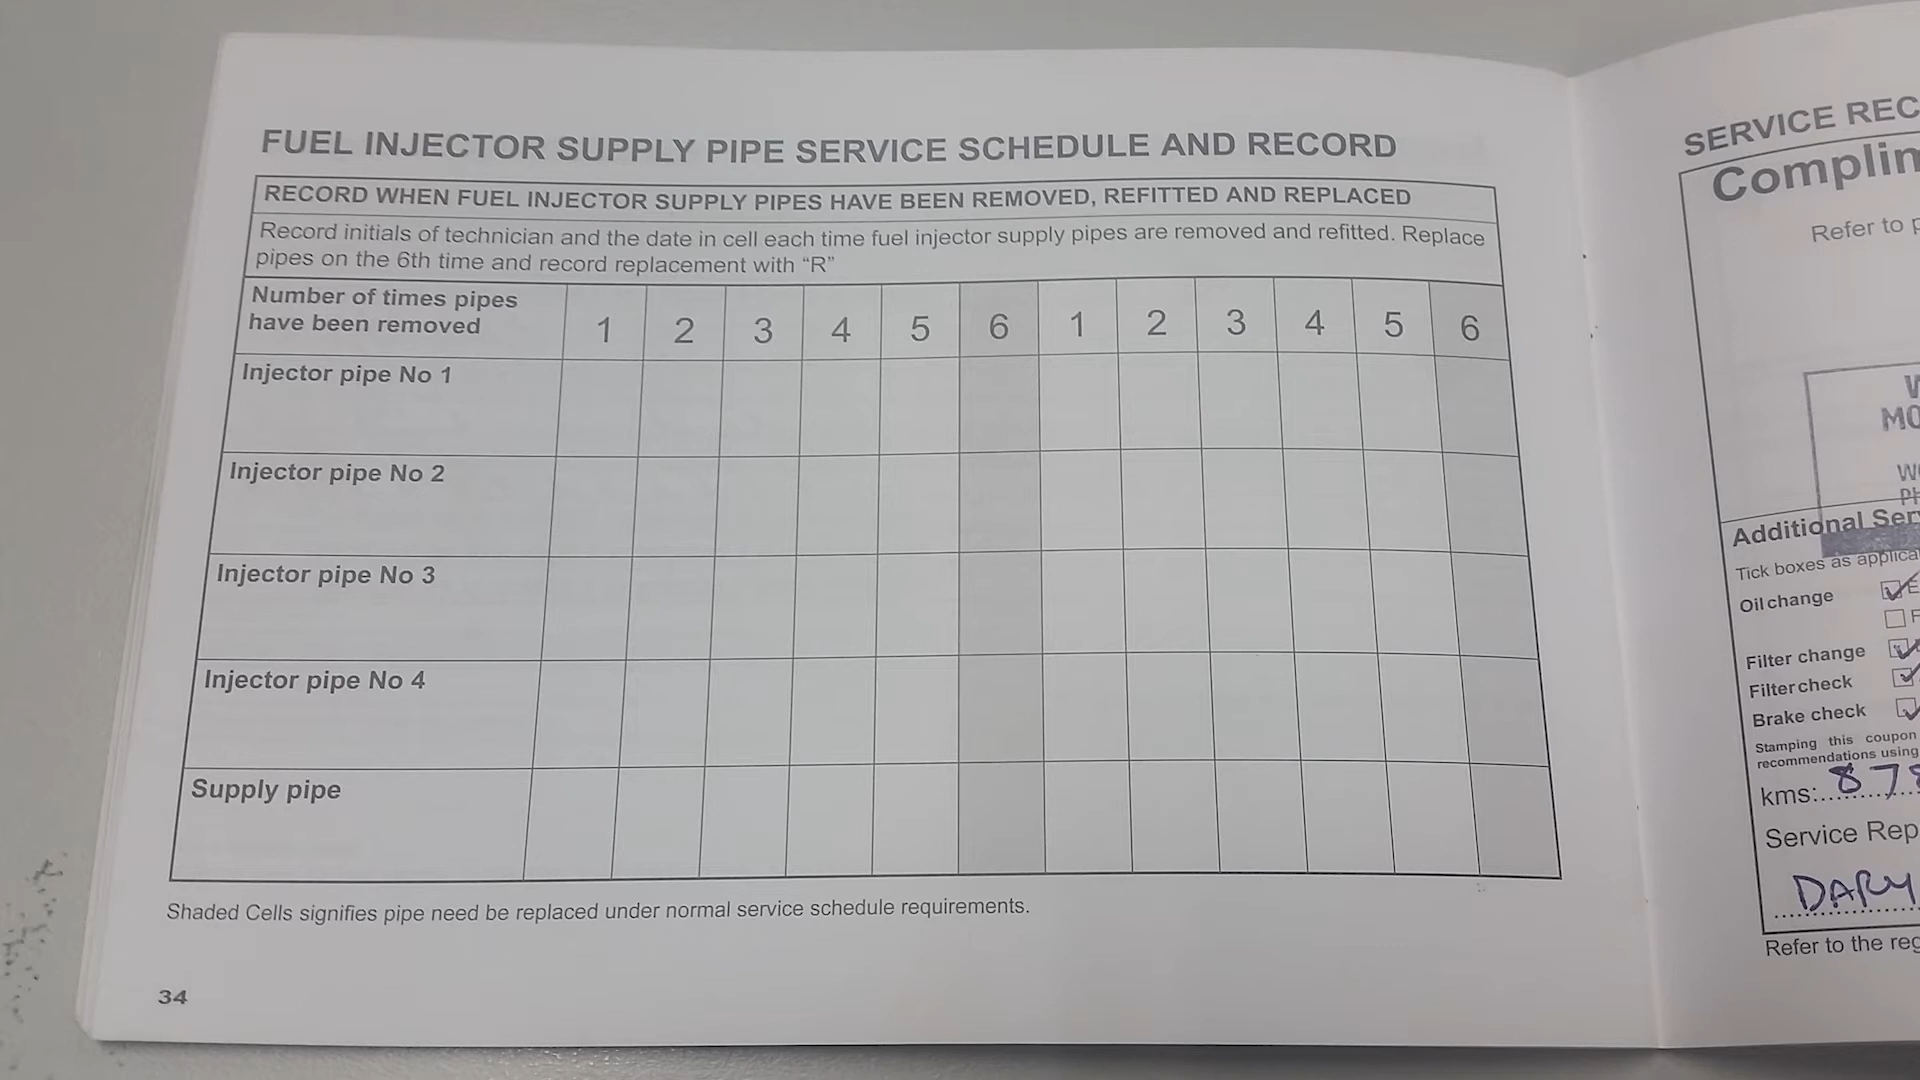 FUEL INJECTOR SUPPLY PIPE SERVICE SCHEDULE AND RECORD
RECORD WHEN FUEL INJECTOR SUPPLY PIPES HAVE BEEN REMOVED, REFITTED AND REPLACED
Record initials of technician and the date in cell each time fuel injector supply pipes are removed and refitted. Replace
pipes on the 6th time and record replacement with “R”
Number of times pipes
have been removed
1 2 3 4 5 6 1 2 3 4 5 6
Injector pipe No 1
Injector pipe No 2
Injector pipe No 3
Injector pipe No 4
Supply pipe
Shaded Cells signifies pipe need be replaced under normal service schedule requirements.
34
SERVICE REC
Complim
Refer to p
MO
Additional Ser
Tick boxes as applica
Oil change
Filter change
Filter check
Brake check
Stamping this coupon
recommendations using
kms: 878
Service Rep
DARY
Refer to the reg